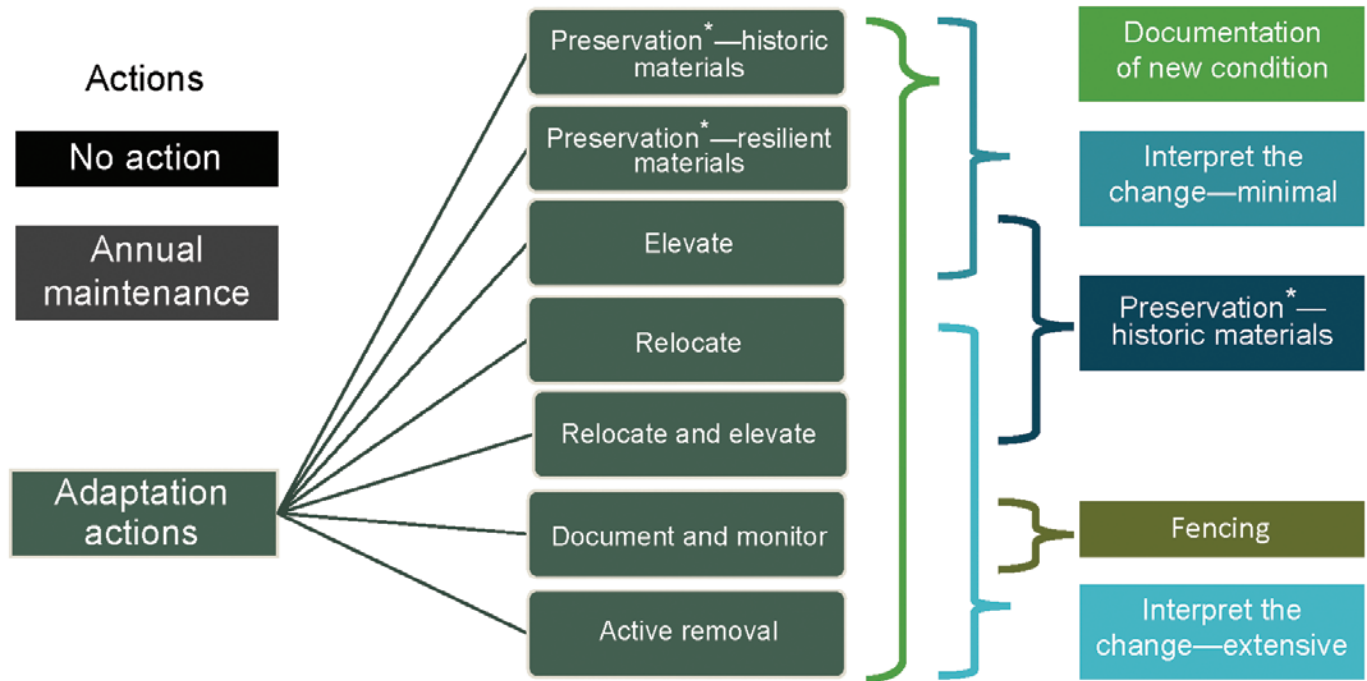 Actions
No action
Annual
maintenance
Adaptation
actions
Preservation*—historic
materials
Preservation*—resilient
materials
Elevate
Relocate
Relocate and elevate
Document and monitor
Active removal
Documentation
of new condition
Interpret the
change—minimal
Preservation*—
historic materials
Fencing
Interpret the
change—extensive